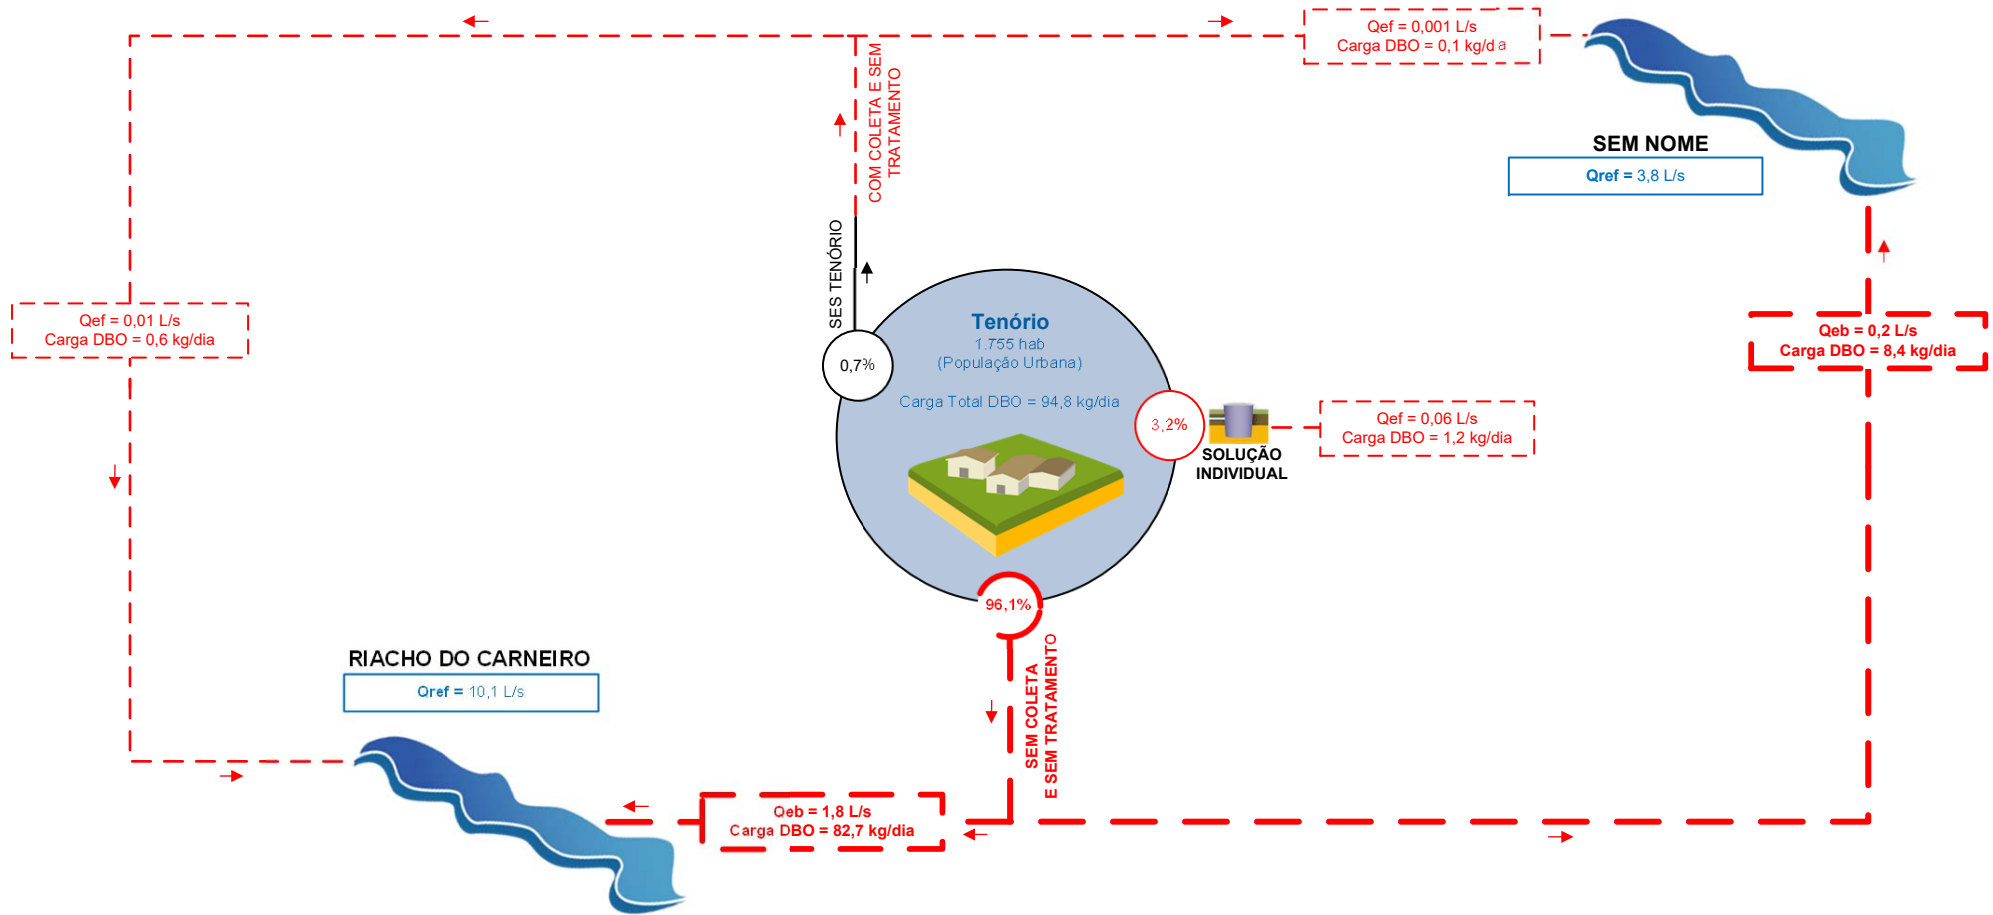 Qef = 0,001 L/s
Carga DBO = 0,1 kg/d a
SEM NOME
Qref = 3,8 L/s
COM COLETA E SEM
TRATAMENTO
SES TENÓRIO
Qef = 0,01 L/s
Carga DBO = 0,6 kg/dia
Tenório
1.755 hab
(População Urbana)
Carga Total DBO = 94,8 kg/dia
0,7%
3,2%
SOLUÇÃO
INDIVIDUAL
Qef = 0,06 L/s
Carga DBO = 1,2 kg/dia
Qeb = 0,2 L/s
Carga DBO = 8,4 kg/dia
96,1%
SEM COLETA
E SEM TRATAMENTO
RIACHO DO CARNEIRO
Qref = 10,1 L/s
Qeb = 1,8 L/s
Carga DBO = 82,7 kg/dia